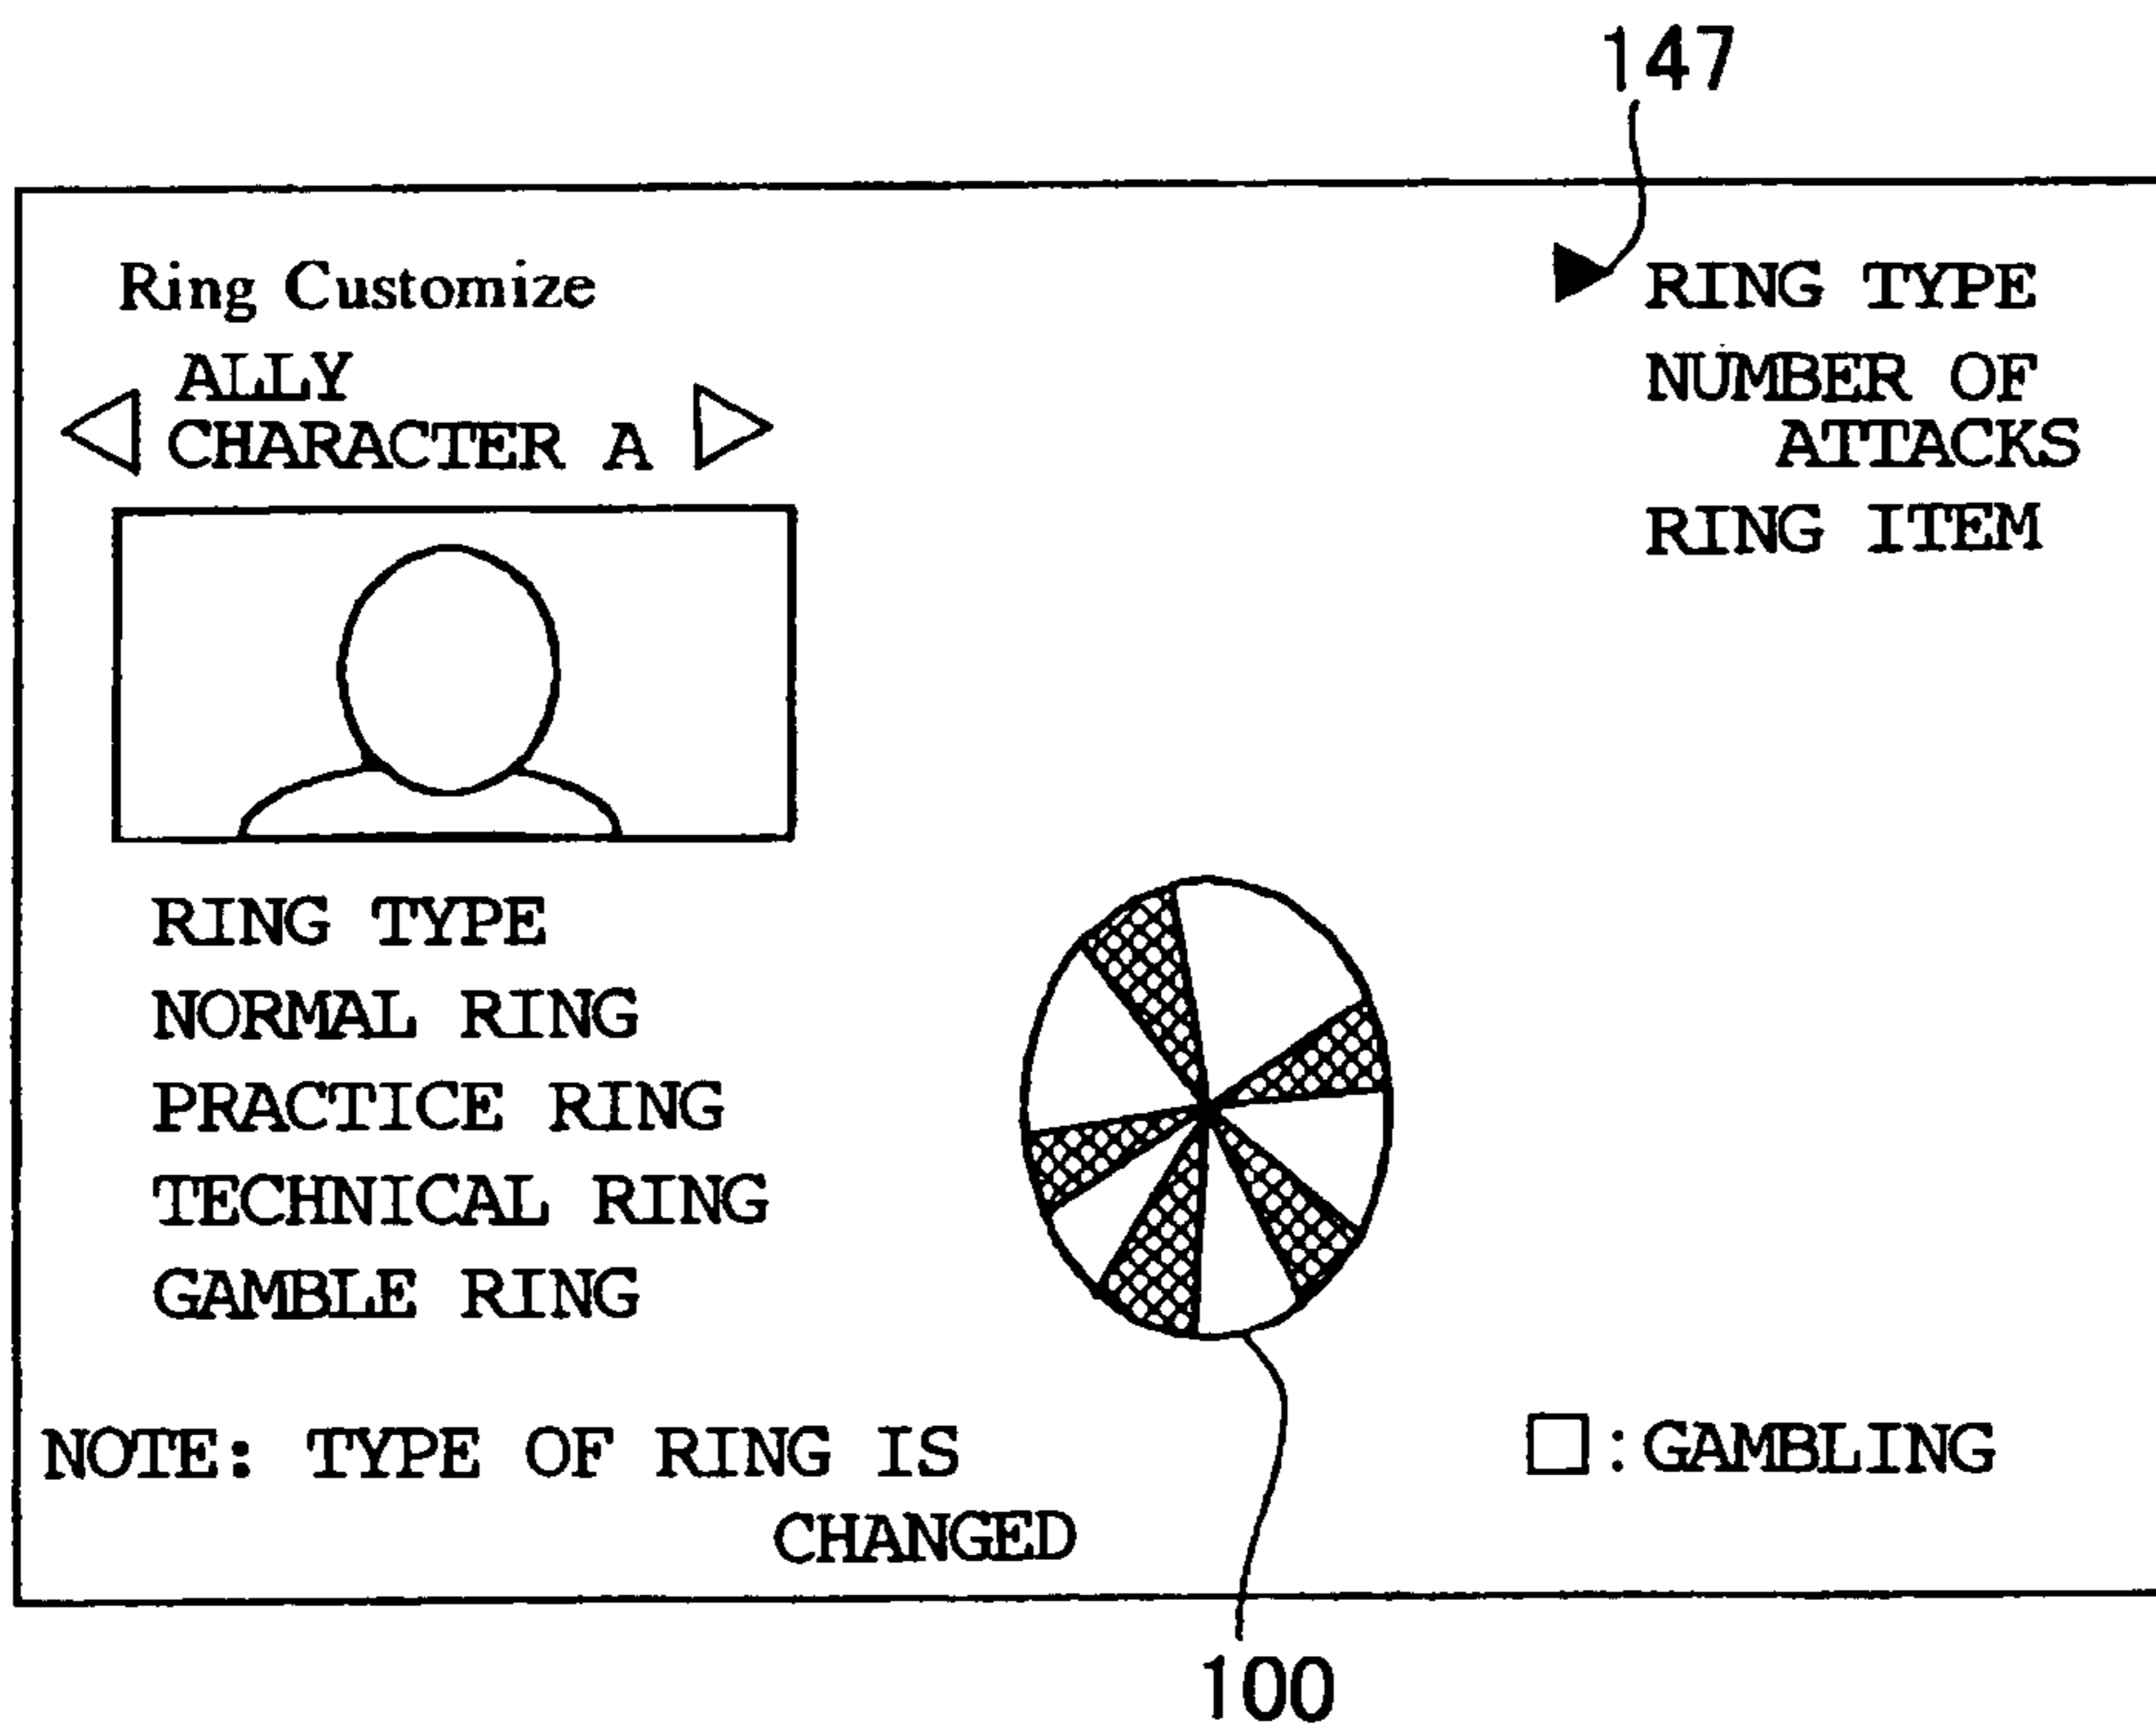 147
Ring Customize
ALLY
CHARACTER A
RING TYPE
NUMBER OF
ATTACKS
RING ITEM
RING TYPE
NORMAL RING
PRACTICE RING
TECHNICAL RING
GAMBLE RING
NOTE: TYPE OF RING IS
CHANGED
□:GAMBLING
100